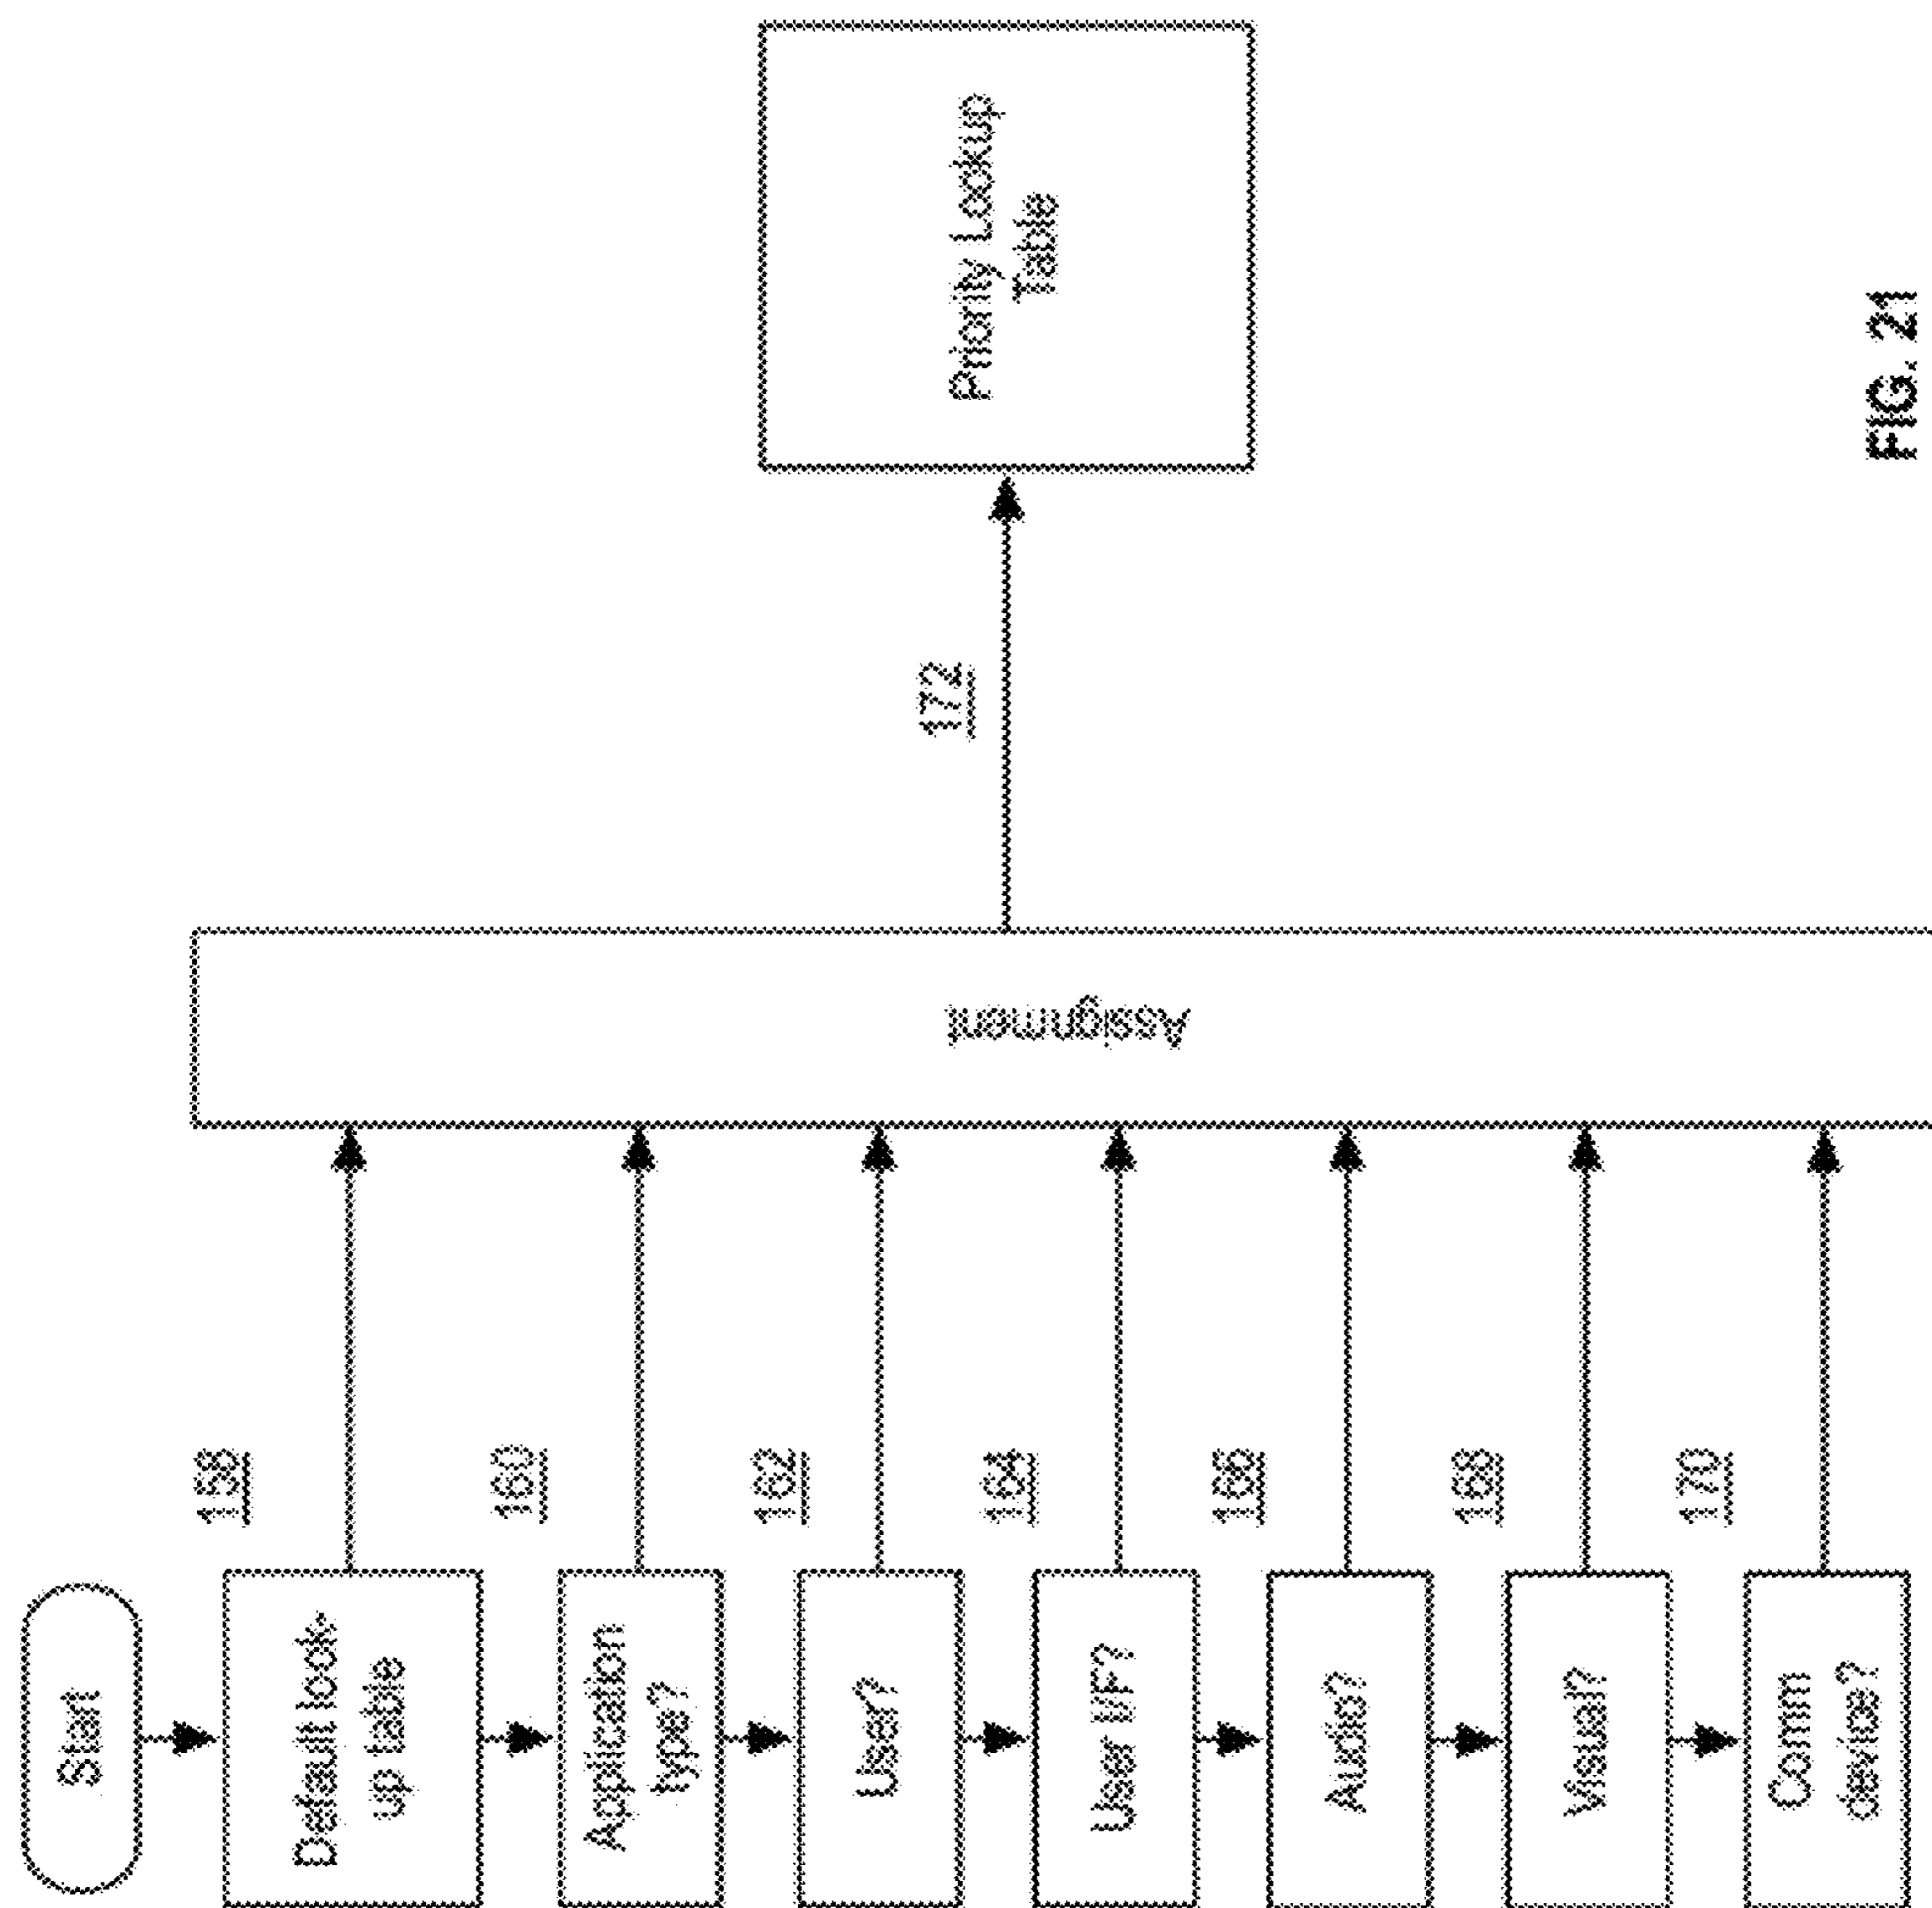 Start
158
Default look-
up table
160
Application
type?
162
User?
164
User I/F?
166
Audio?
168
Visual?
170
Comm
device?
Assignment
172
Priority Lookup
Table
FIG. 21